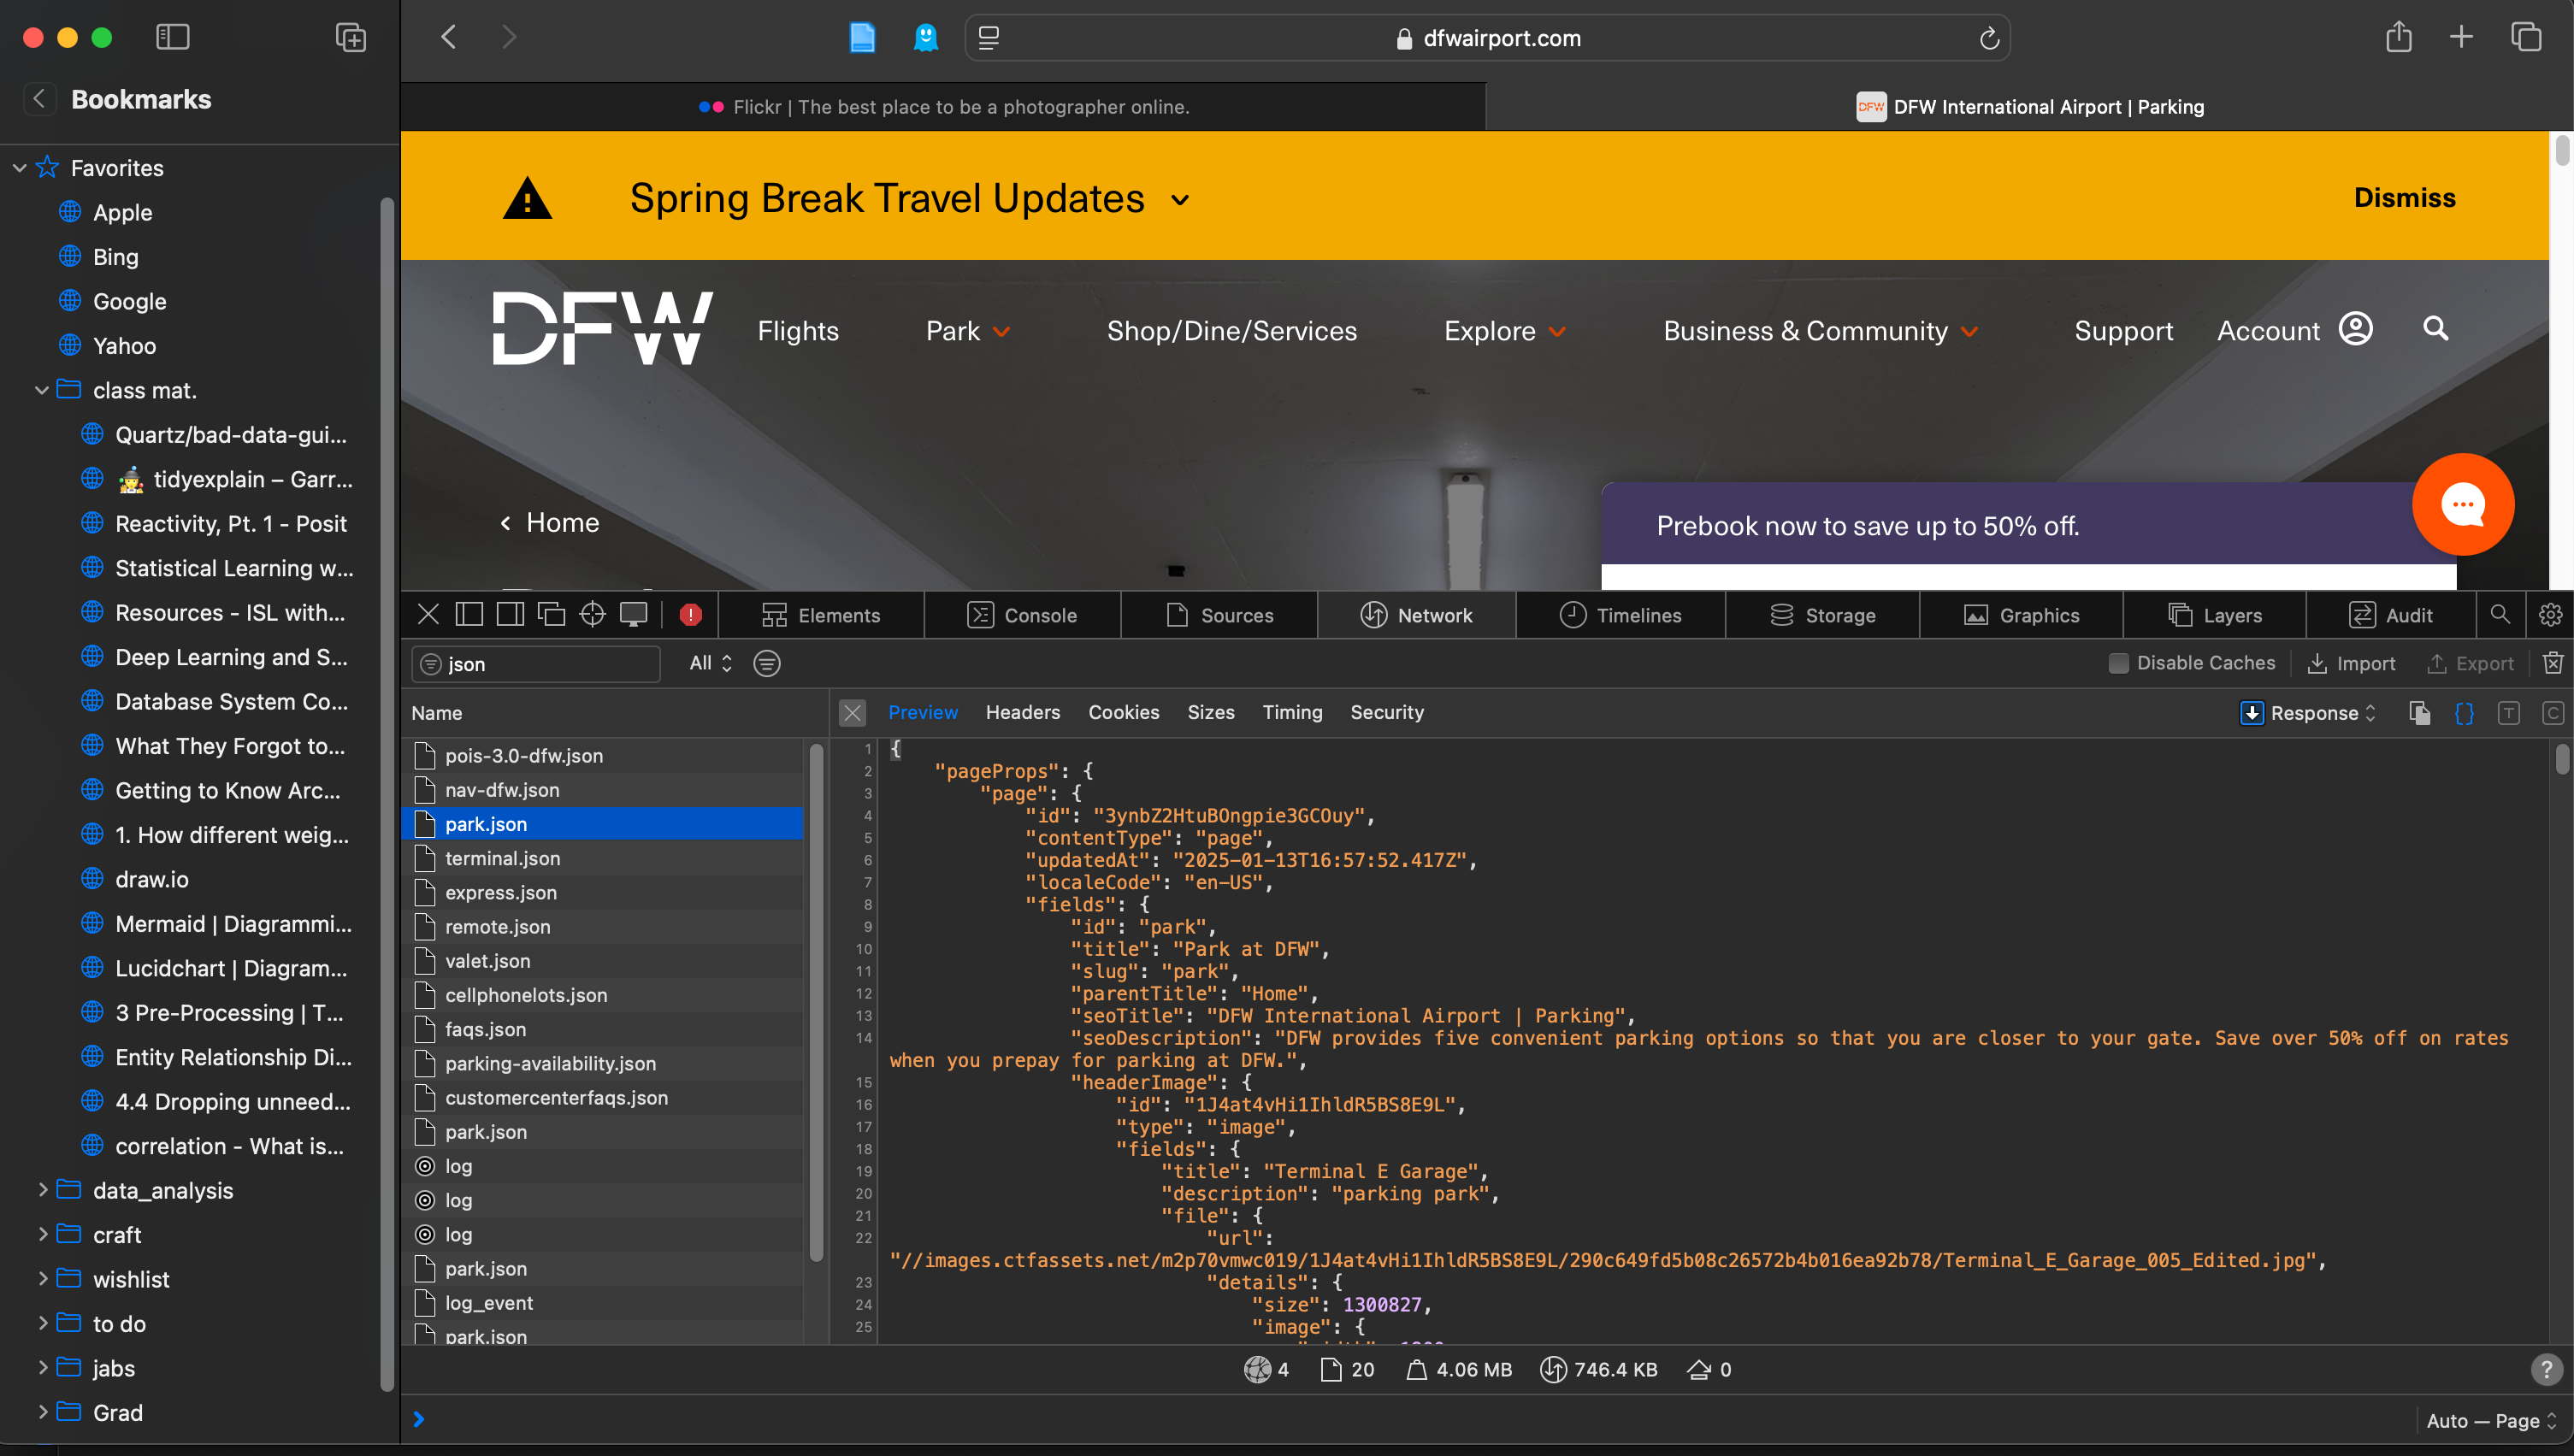 dfwairport.com
Bookmarks
Flickr | The best place to be a photographer online.
DFW DFW International Airport | Parking
Favorites
Apple
Bing
Google
Yahoo
class mat.
Quartz/bad-data-gui...
tidyexplain – Garr...
Reactivity, Pt. 1 - Posit
Statistical Learning w...
Resources - ISL with...
Deep Learning and S...
Database System Co...
What They Forgot to...
Getting to Know Arc...
1. How different weig...
draw.io
Mermaid | Diagrammi...
Lucidchart | Diagram...
3 Pre-Processing | T...
Entity Relationship Di...
4.4 Dropping unneed...
correlation - What is...
data_analysis
craft
wishlist
to do
jabs
Grad
Spring Break Travel Updates
Dismiss
DFW
Flights
Park
Shop/Dine/Services
Explore
Business & Community
Support
Account
Home
Prebook now to save up to 50% off.
Elements
Console
Sources
Network
Timelines
Storage
Graphics
Layers
Audit
json
All
Disable Caches
Import
Export
Name
Preview
Headers
Cookies
Sizes
Timing
Security
Response
{}
T
C
pois-3.0-dfw.json
nav-dfw.json
park.json
terminal.json
express.json
remote.json
valet.json
cellphonelots.json
faqs.json
parking-availability.json
customercenterfaqs.json
park.json
log
log
log
park.json
log_event
park.json
1 {
2 "pageProps": {
3 "page": {
4 "id": "3ynbZ2HtuBOngpie3GCOuy",
5 "contentType": "page",
6 "updatedAt": "2025-01-13T16:57:52.417Z",
7 "localeCode": "en-US",
8 "fields": {
9 "id": "park",
10 "title": "Park at DFW",
11 "slug": "park",
12 "parentTitle": "Home",
13 "seoTitle": "DFW International Airport | Parking",
14 "seoDescription": "DFW provides five convenient parking options so that you are closer to your gate. Save over 50% off on rates
when you prepay for parking at DFW.",
15 "headerImage": {
16 "id": "1J4at4vHi1IhldR5BS8E9L",
17 "type": "image",
18 "fields": {
19 "title": "Terminal E Garage",
20 "description": "parking park",
21 "file": {
22 "url":
"//images.ctfassets.net/m2p70vmwc019/1J4at4vHi1IhldR5BS8E9L/290c649fd5b08c26572b4b016ea92b78/Terminal_E_Garage_005_Edited.jpg",
23 "details": {
24 "size": 1300827,
25 "image": {
4
20
4.06 MB
746.4 KB
0
?
Auto — Page